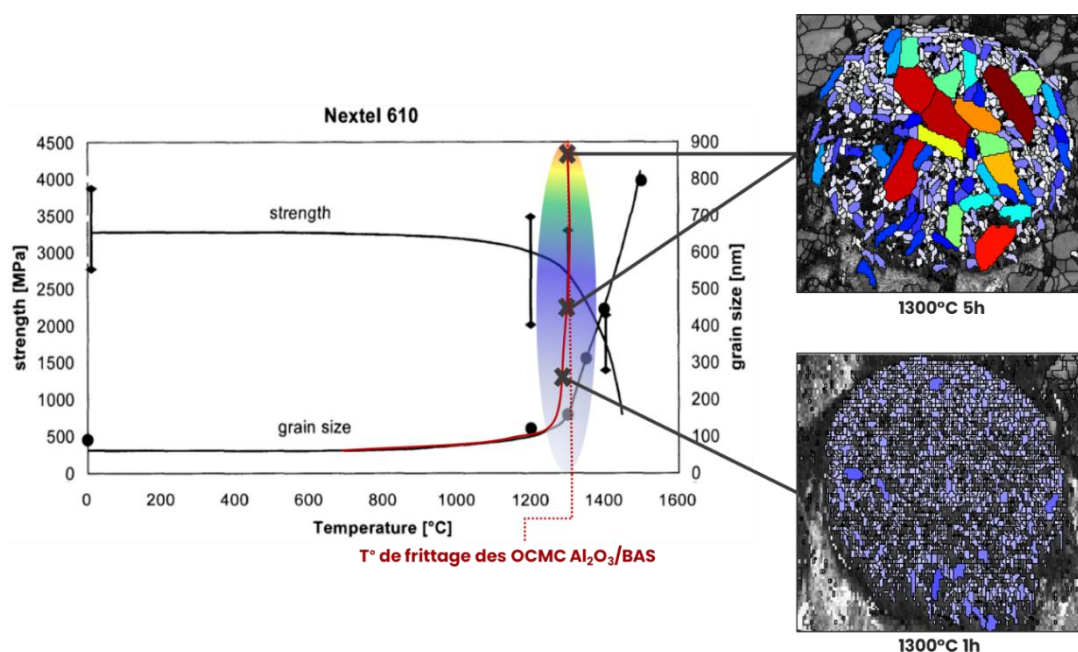 Nextel 610
strength [MPa]
4500
4000
3500
3000
2500
2000
1500
1000
500
0
strength
grain size
900
800
700
600
500
400
300
200
100
0
grain size [nm]
0 200 400 600 800 1000 1200 1400 1600
Temperature [°C]
T° de frittage des OCMC Al₂O₃/BAS
1300°C 5h
1300°C 1h